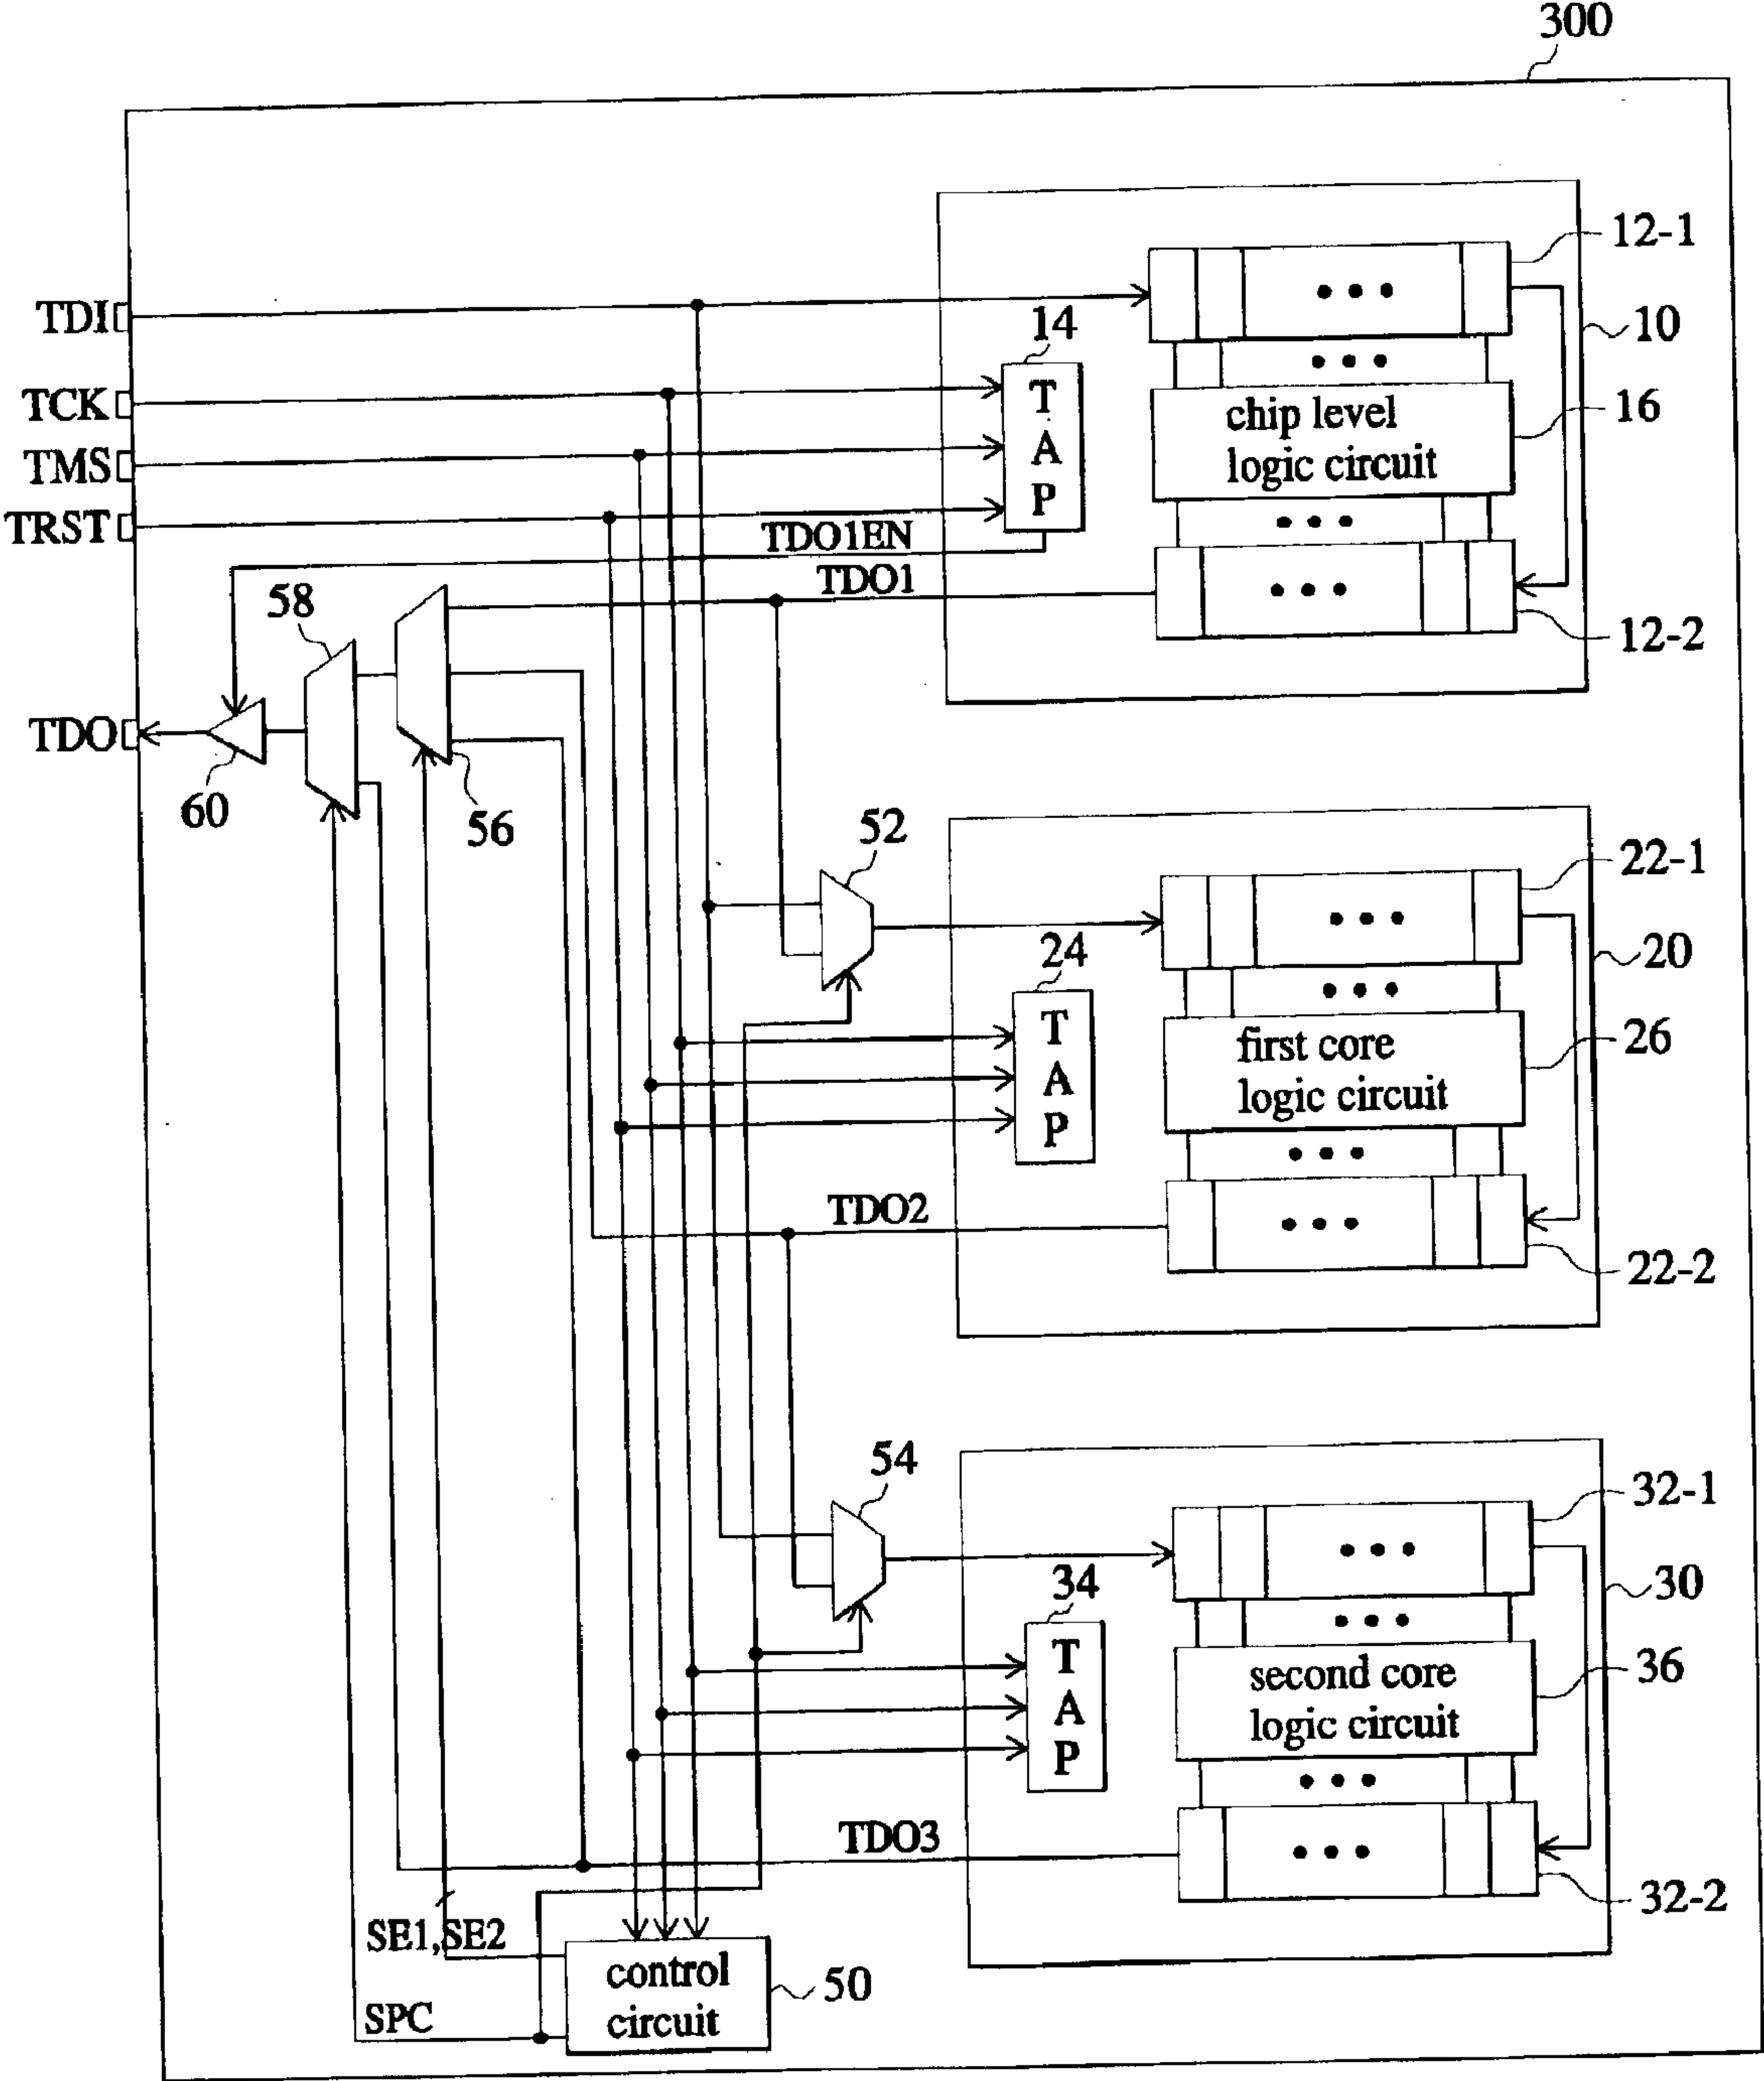 300
12-1
TDI
10
14
TCK
T
A
P
chip level
logic circuit
16
TMS
TRST
TDO1EN
TDO1
58
12-2
TDO
60
56
52
22-1
20
24
T
A
P
first core
logic circuit
26
TDO2
22-2
54
32-1
30
34
T
A
P
second core
logic circuit
36
TDO3
32-2
SE1,SE2
control
circuit
50
SPC